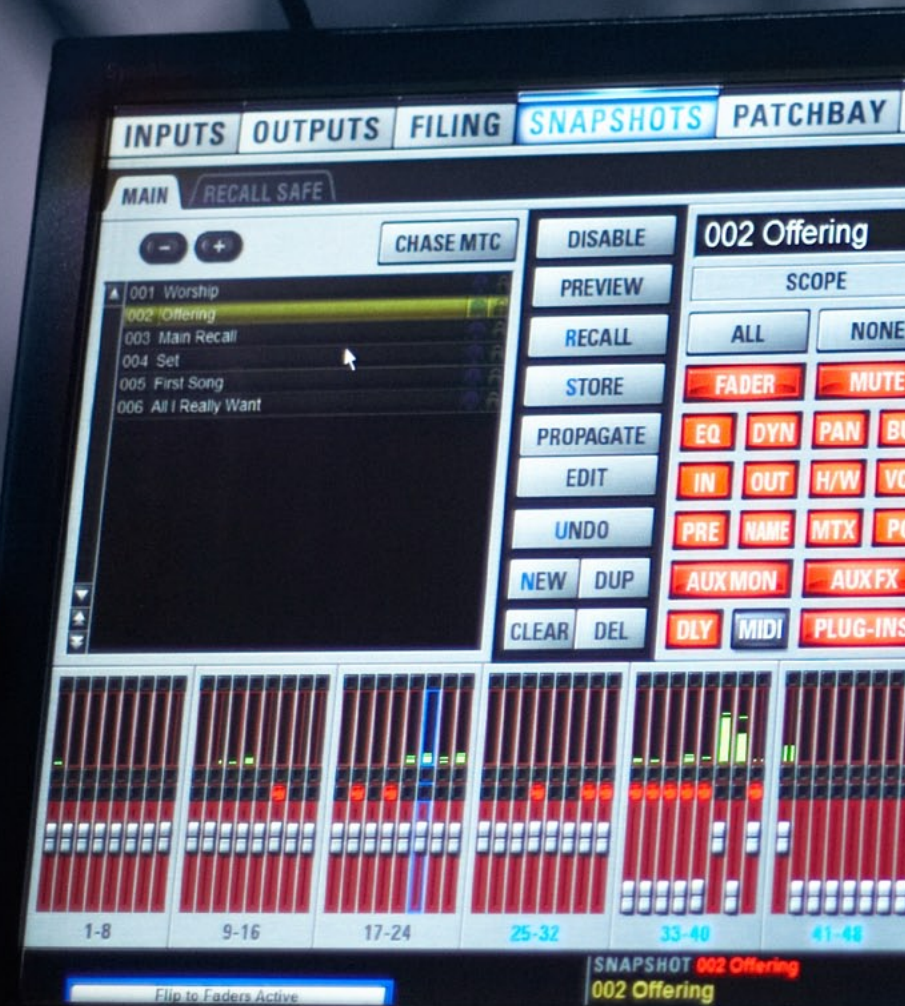 INPUTS OUTPUTS FILING SNAPSHOTS PATCHBAY
MAIN RECALL SAFE
- + CHASE MTC
001 Worship
002 Offering
003 Main Recall
004 Set
005 First Song
006 All I Really Want
DISABLE
PREVIEW
RECALL
STORE
PROPAGATE
EDIT
UNDO
NEW DUP
CLEAR DEL
002 Offering
SCOPE
ALL NONE
FADER MUTE
EQ DYN PAN
IN OUT H/W
PRE NAME MTX
AUX MON AUX FX
DLY MIDI PLUG-INS
1-8 9-16 17-24 25-32 33-40 41-48
Flip to Faders Active
SNAPSHOT 002 Offering
002 Offering